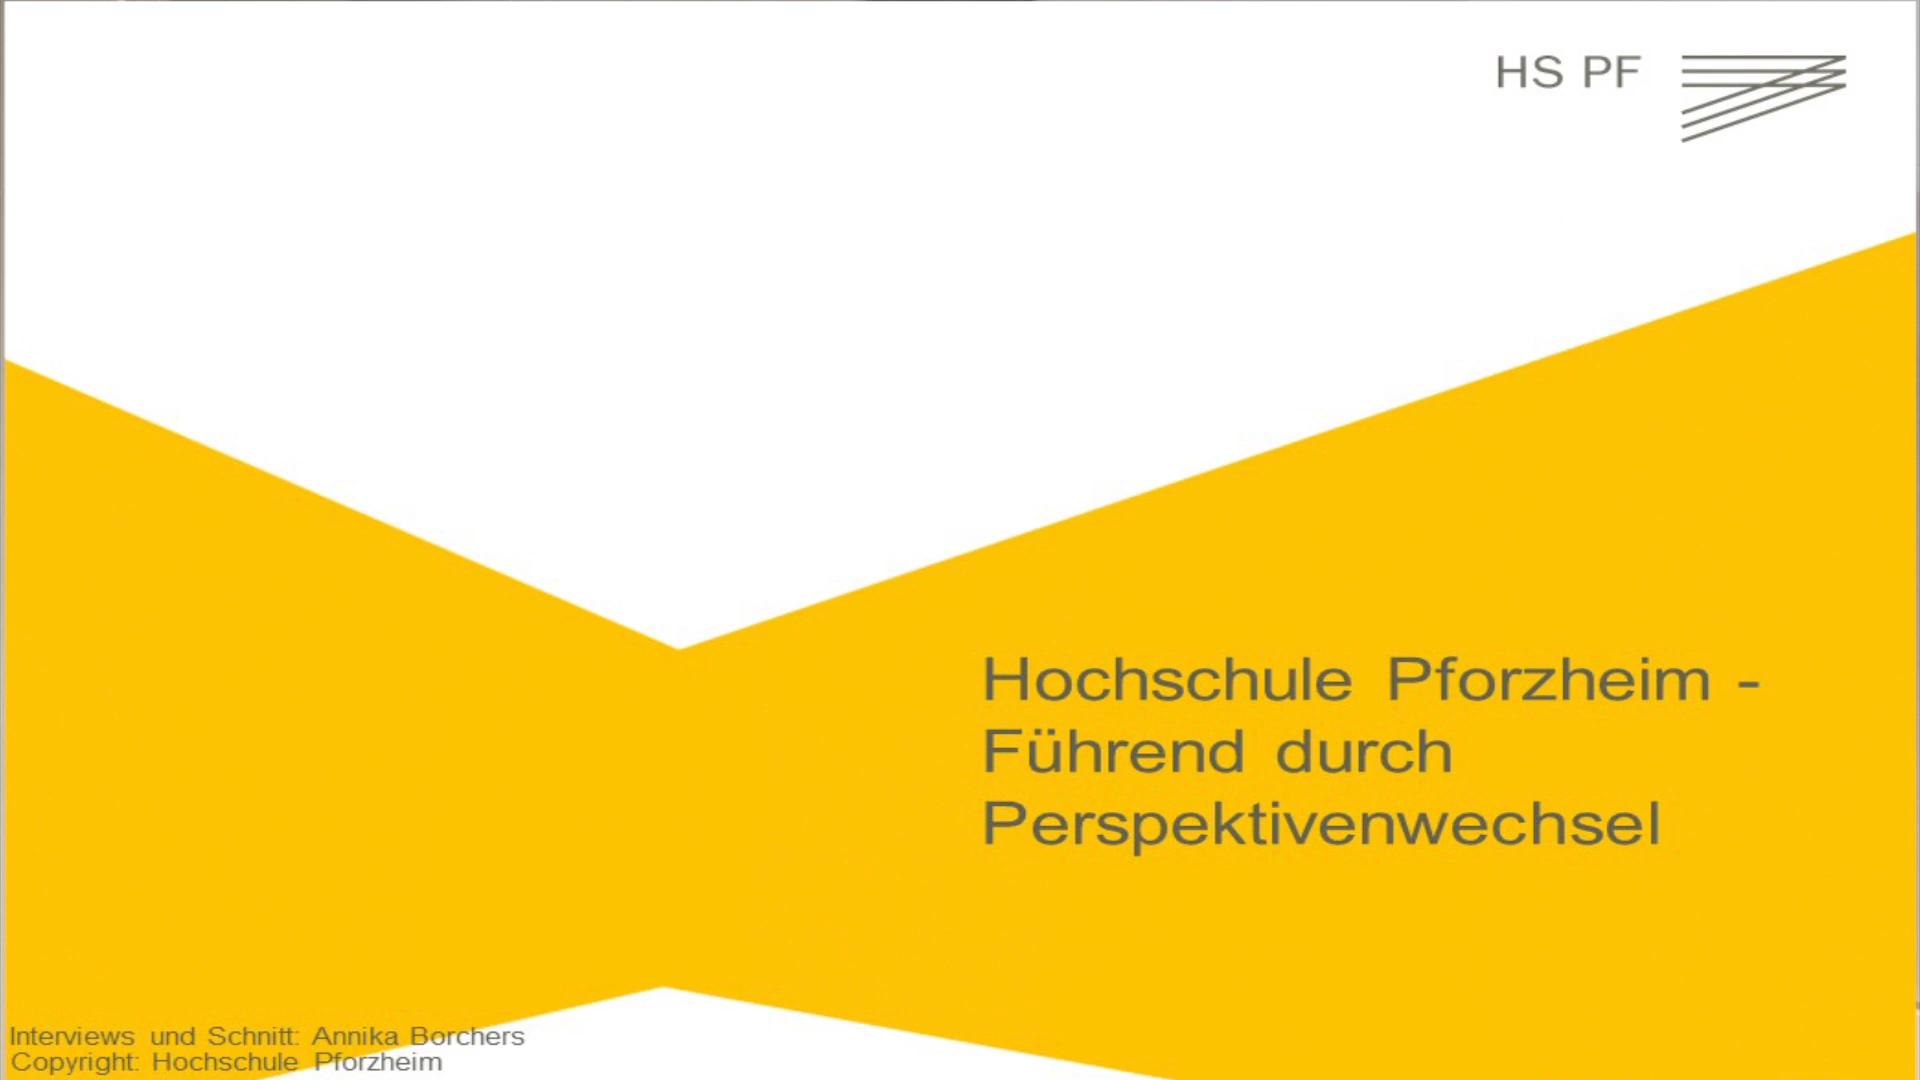 HS PF
Hochschule Pforzheim -
Führend durch
Perspektivenwechsel
Interviews und Schnitt: Annika Borchers
Copyright: Hochschule Pforzheim